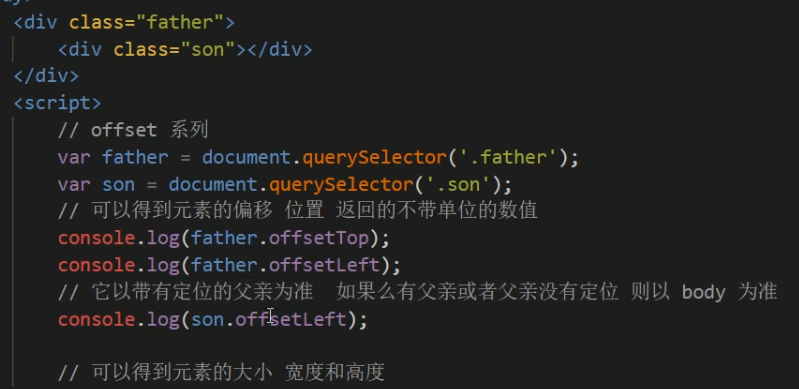 <div class="father">
<div class="son"></div>
</div>
<script>
// offset 系列
var father = document.querySelector('.father');
var son = document.querySelector('.son');
// 可以得到元素的偏移 位置 返回的不带单位的数值
console.log(father.offsetTop);
console.log(father.offsetLeft);
// 它以带有定位的父亲为准 如果么有父亲或者父亲没有定位 则以 body 为准
console.log(son.offsetLeft);
// 可以得到元素的大小 宽度和高度